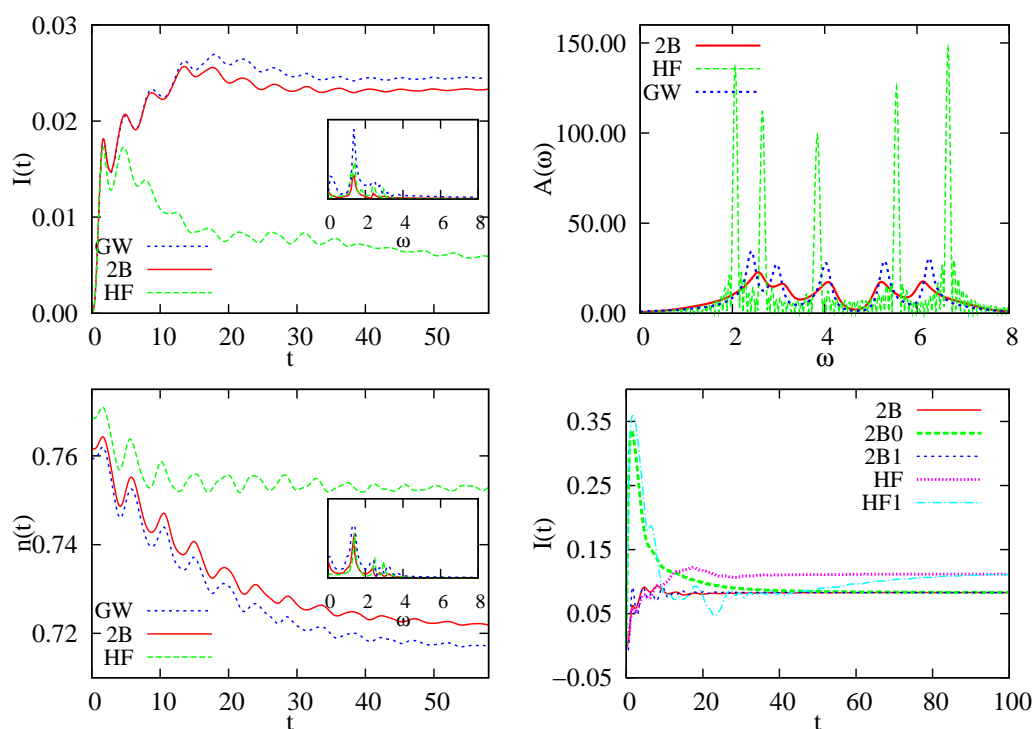 0.03
0.02
0.01
0.00
I(t)
0 10 20 30 40 50
t
GW
2B
HF
0 2 4 6 8
ω
150.00
100.00
50.00
0.00
A(ω)
0 2 4 6 8
ω
2B
HF
GW
0.76
0.74
0.72
n(t)
0 10 20 30 40 50
t
GW
2B
HF
0 2 4 6 8
ω
0.35
0.25
0.15
0.05
−0.05
I(t)
0 20 40 60 80 100
t
2B
2B0
2B1
HF
HF1